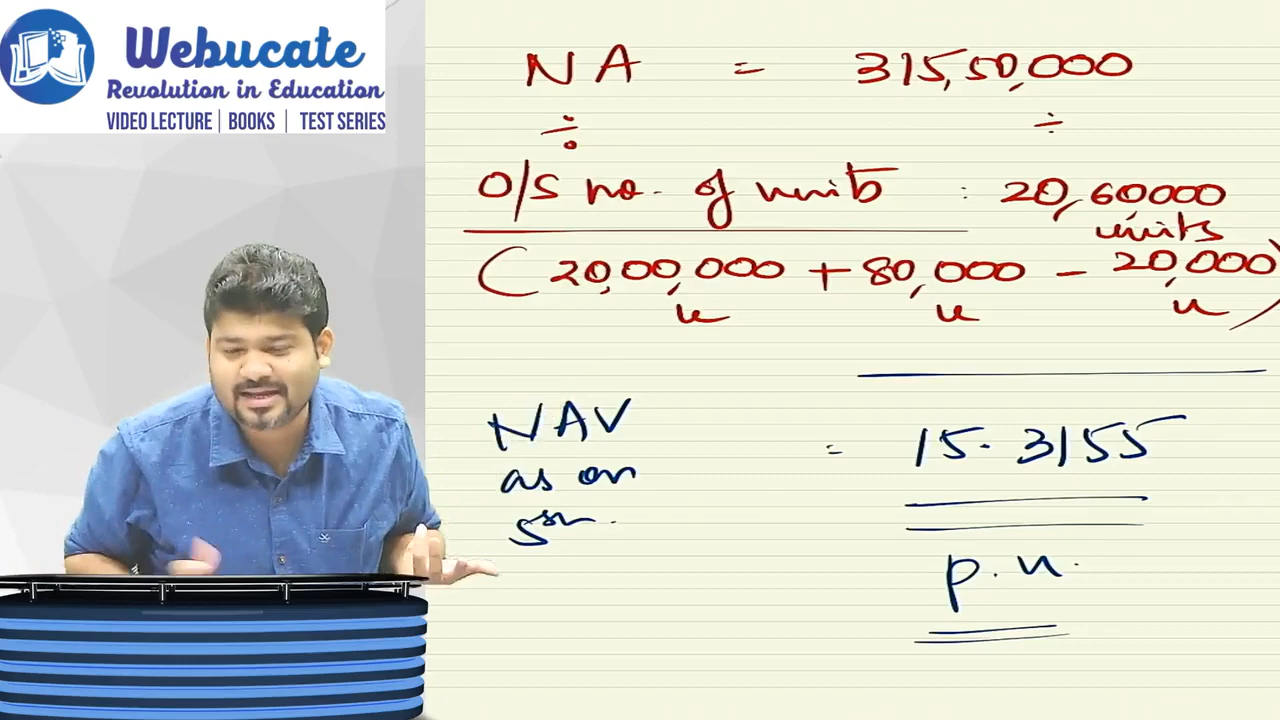 Webucate
Revolution in Education
VIDEO LECTURE | BOOKS | TEST SERIES
NA = 315,50,000
÷ ÷
O/S no. of units : 20,60000
units
(20,00,000 + 80,000 - 20,000)
u u u
NAV = 15.3155
as on
5th.
p.u.